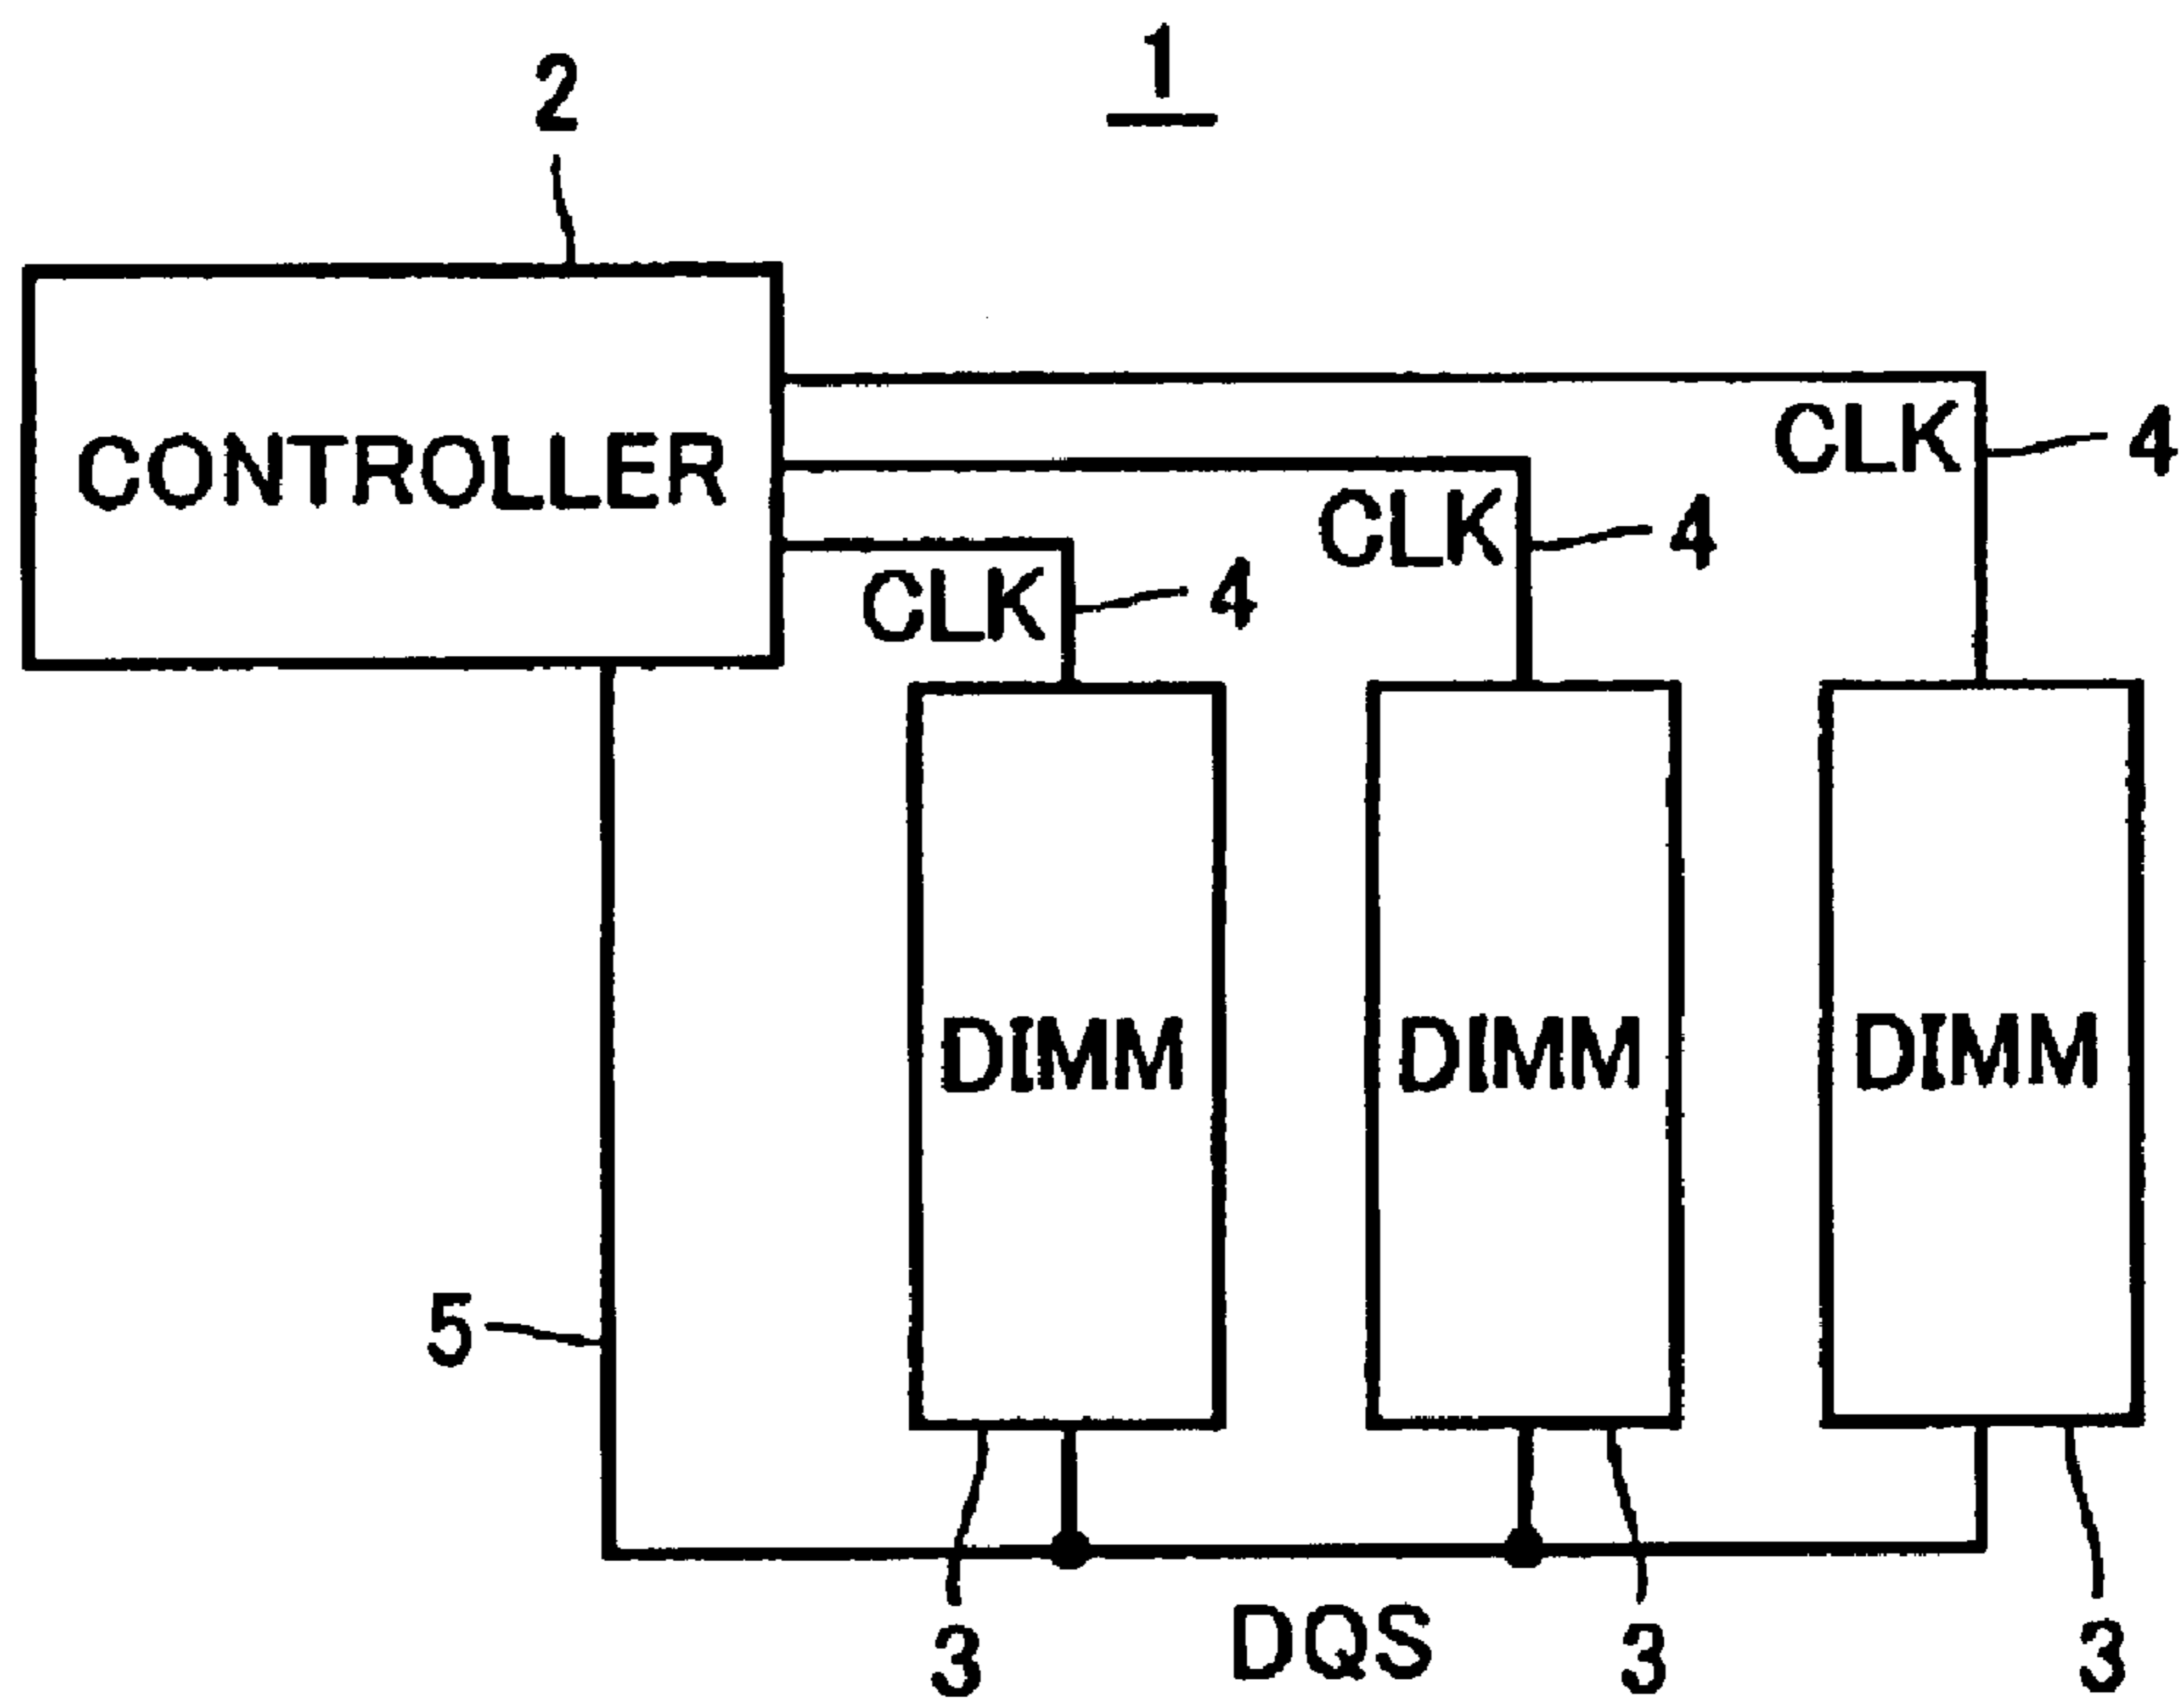 1
2
CONTROLLER
CLK 4
CLK 4
CLK 4
DIMM DIMM DIMM
5
3 DQS 3 3